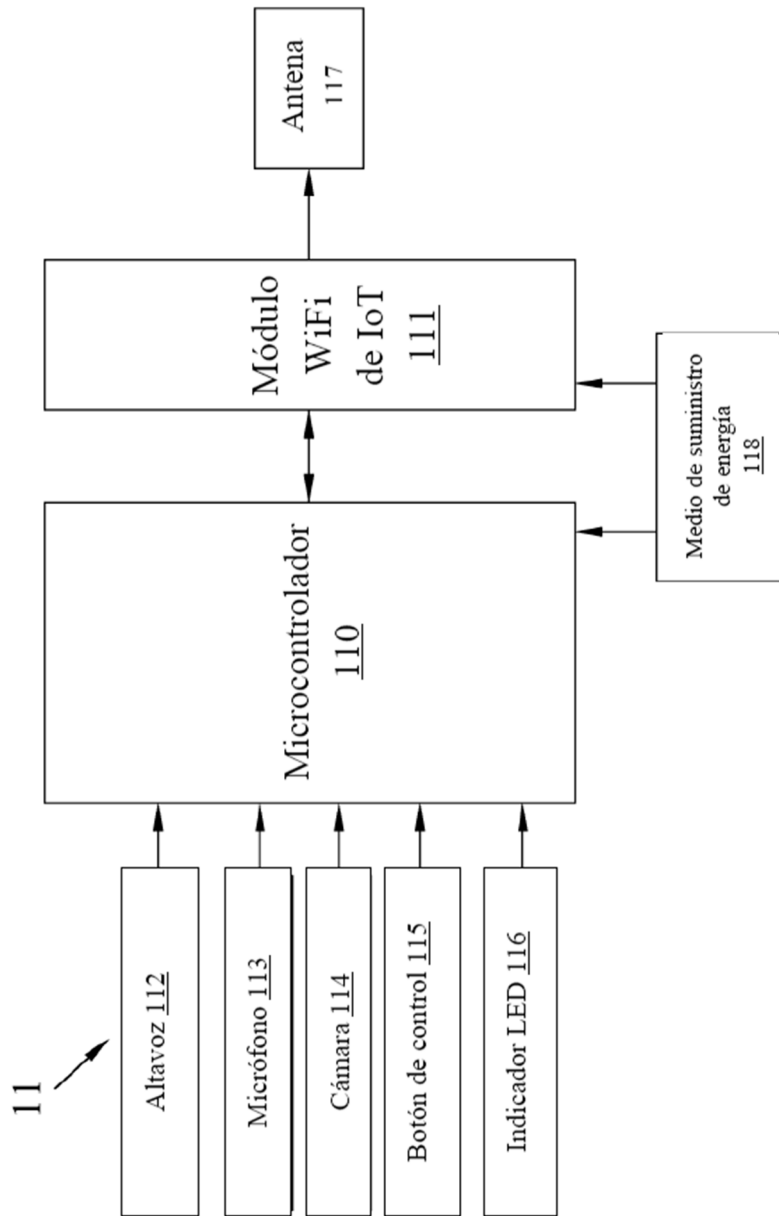 11
Altavoz 112
Micrófono 113
Cámara 114
Botón de control 115
Indicador LED 116
Microcontrolador
110
Módulo
WiFi
de IoT
111
Antena
117
Medio de suministro
de energía
118